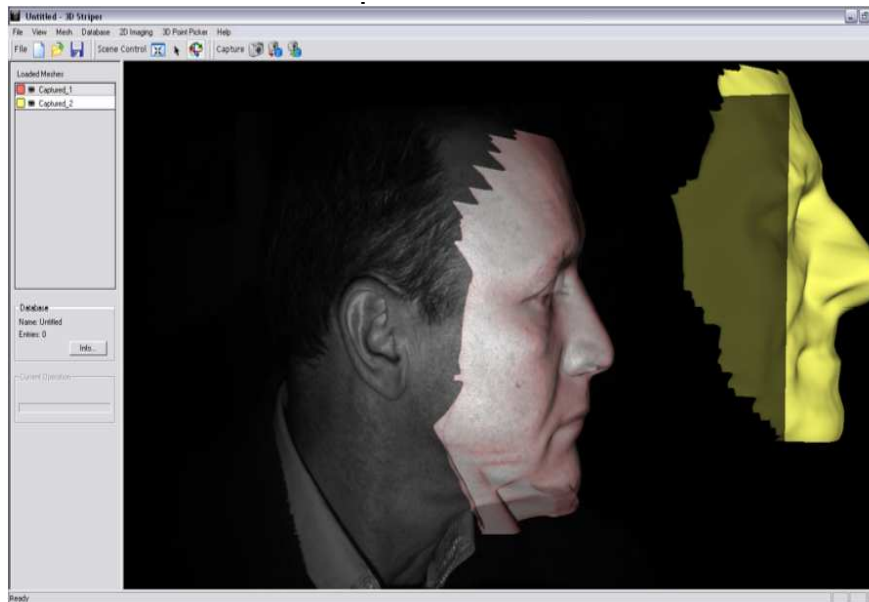 Untitled - 3D Striper
File View Mesh Database 2D Imaging 3D Point Picker Help
File Scene Control Capture
Loaded Meshes
Captured_1
Captured_2
Database
Name: Untitled
Entries: 0
Info...
Current Operation
Ready